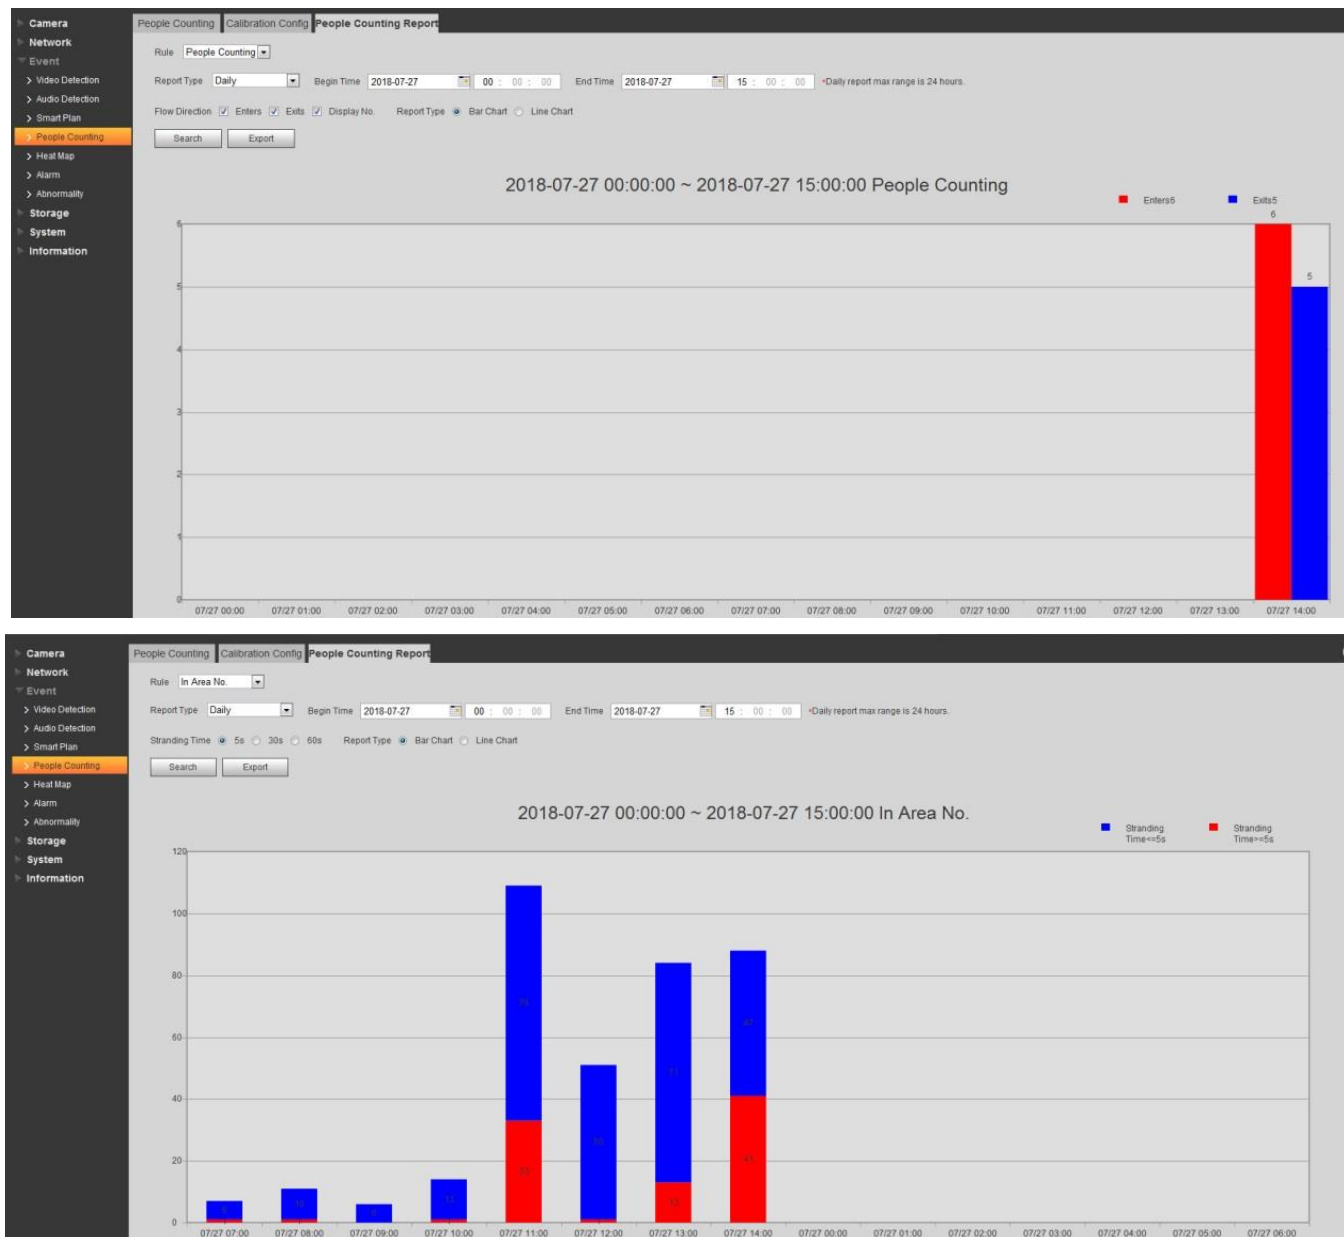 Camera
Network
Event
Video Detection
Audio Detection
Smart Plan
People Counting
Heat Map
Alarm
Abnormality
Storage
System
Information
People Counting Calibration Config People Counting Report
Rule People Counting
Report Type Daily Begin Time 2018-07-27 00 : 00 : 00 End Time 2018-07-27 15 : 00 : 00 *Daily report max range is 24 hours.
Flow Direction Enters Exits Display No. Report Type Bar Chart Line Chart
Search Export
2018-07-27 00:00:00 ~ 2018-07-27 15:00:00 People Counting
Enters6 Exits5
6
5
6
5
4
3
2
1
0
07/27 00:00 07/27 01:00 07/27 02:00 07/27 03:00 07/27 04:00 07/27 05:00 07/27 06:00 07/27 07:00 07/27 08:00 07/27 09:00 07/27 10:00 07/27 11:00 07/27 12:00 07/27 13:00 07/27 14:00
Camera
Network
Event
Video Detection
Audio Detection
Smart Plan
People Counting
Heat Map
Alarm
Abnormality
Storage
System
Information
People Counting Calibration Config People Counting Report
Rule In Area No.
Report Type Daily Begin Time 2018-07-27 00 : 00 : 00 End Time 2018-07-27 15 : 00 : 00 *Daily report max range is 24 hours.
Stranding Time 5s 30s 60s Report Type Bar Chart Line Chart
Search Export
2018-07-27 00:00:00 ~ 2018-07-27 15:00:00 In Area No.
Stranding Stranding
Time<=5s Time>=5s
120
100
80
60
40
20
0
6 10 6 13 76 33 50 71 13 47 41
07/27 07:00 07/27 08:00 07/27 09:00 07/27 10:00 07/27 11:00 07/27 12:00 07/27 13:00 07/27 14:00 07/27 00:00 07/27 01:00 07/27 02:00 07/27 03:00 07/27 04:00 07/27 05:00 07/27 06:00